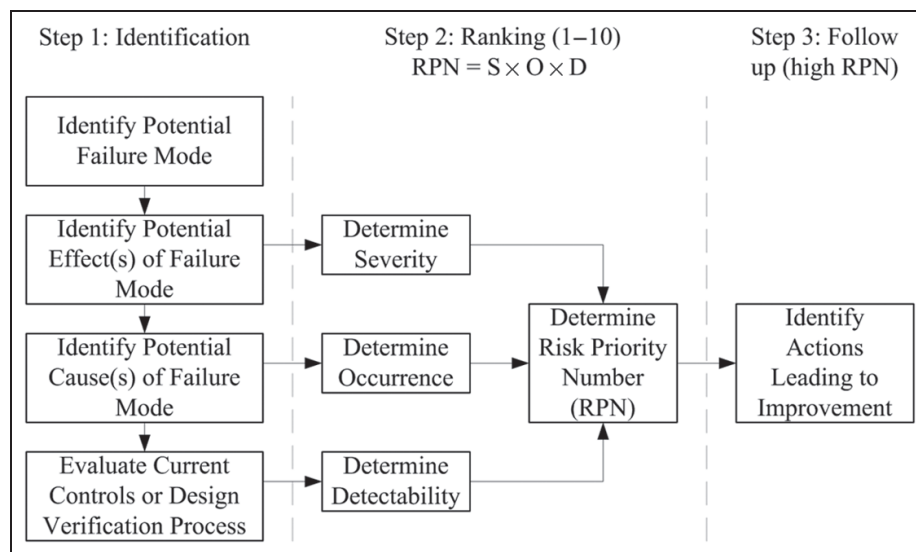 Step 1: Identification
Step 2: Ranking (1–10)
RPN = S × O × D
Step 3: Follow
up (high RPN)
Identify Potential
Failure Mode
Identify Potential
Effect(s) of Failure
Mode
Determine
Severity
Identify Potential
Cause(s) of Failure
Mode
Determine
Occurrence
Determine
Risk Priority
Number
(RPN)
Identify
Actions
Leading to
Improvement
Evaluate Current
Controls or Design
Verification Process
Determine
Detectability